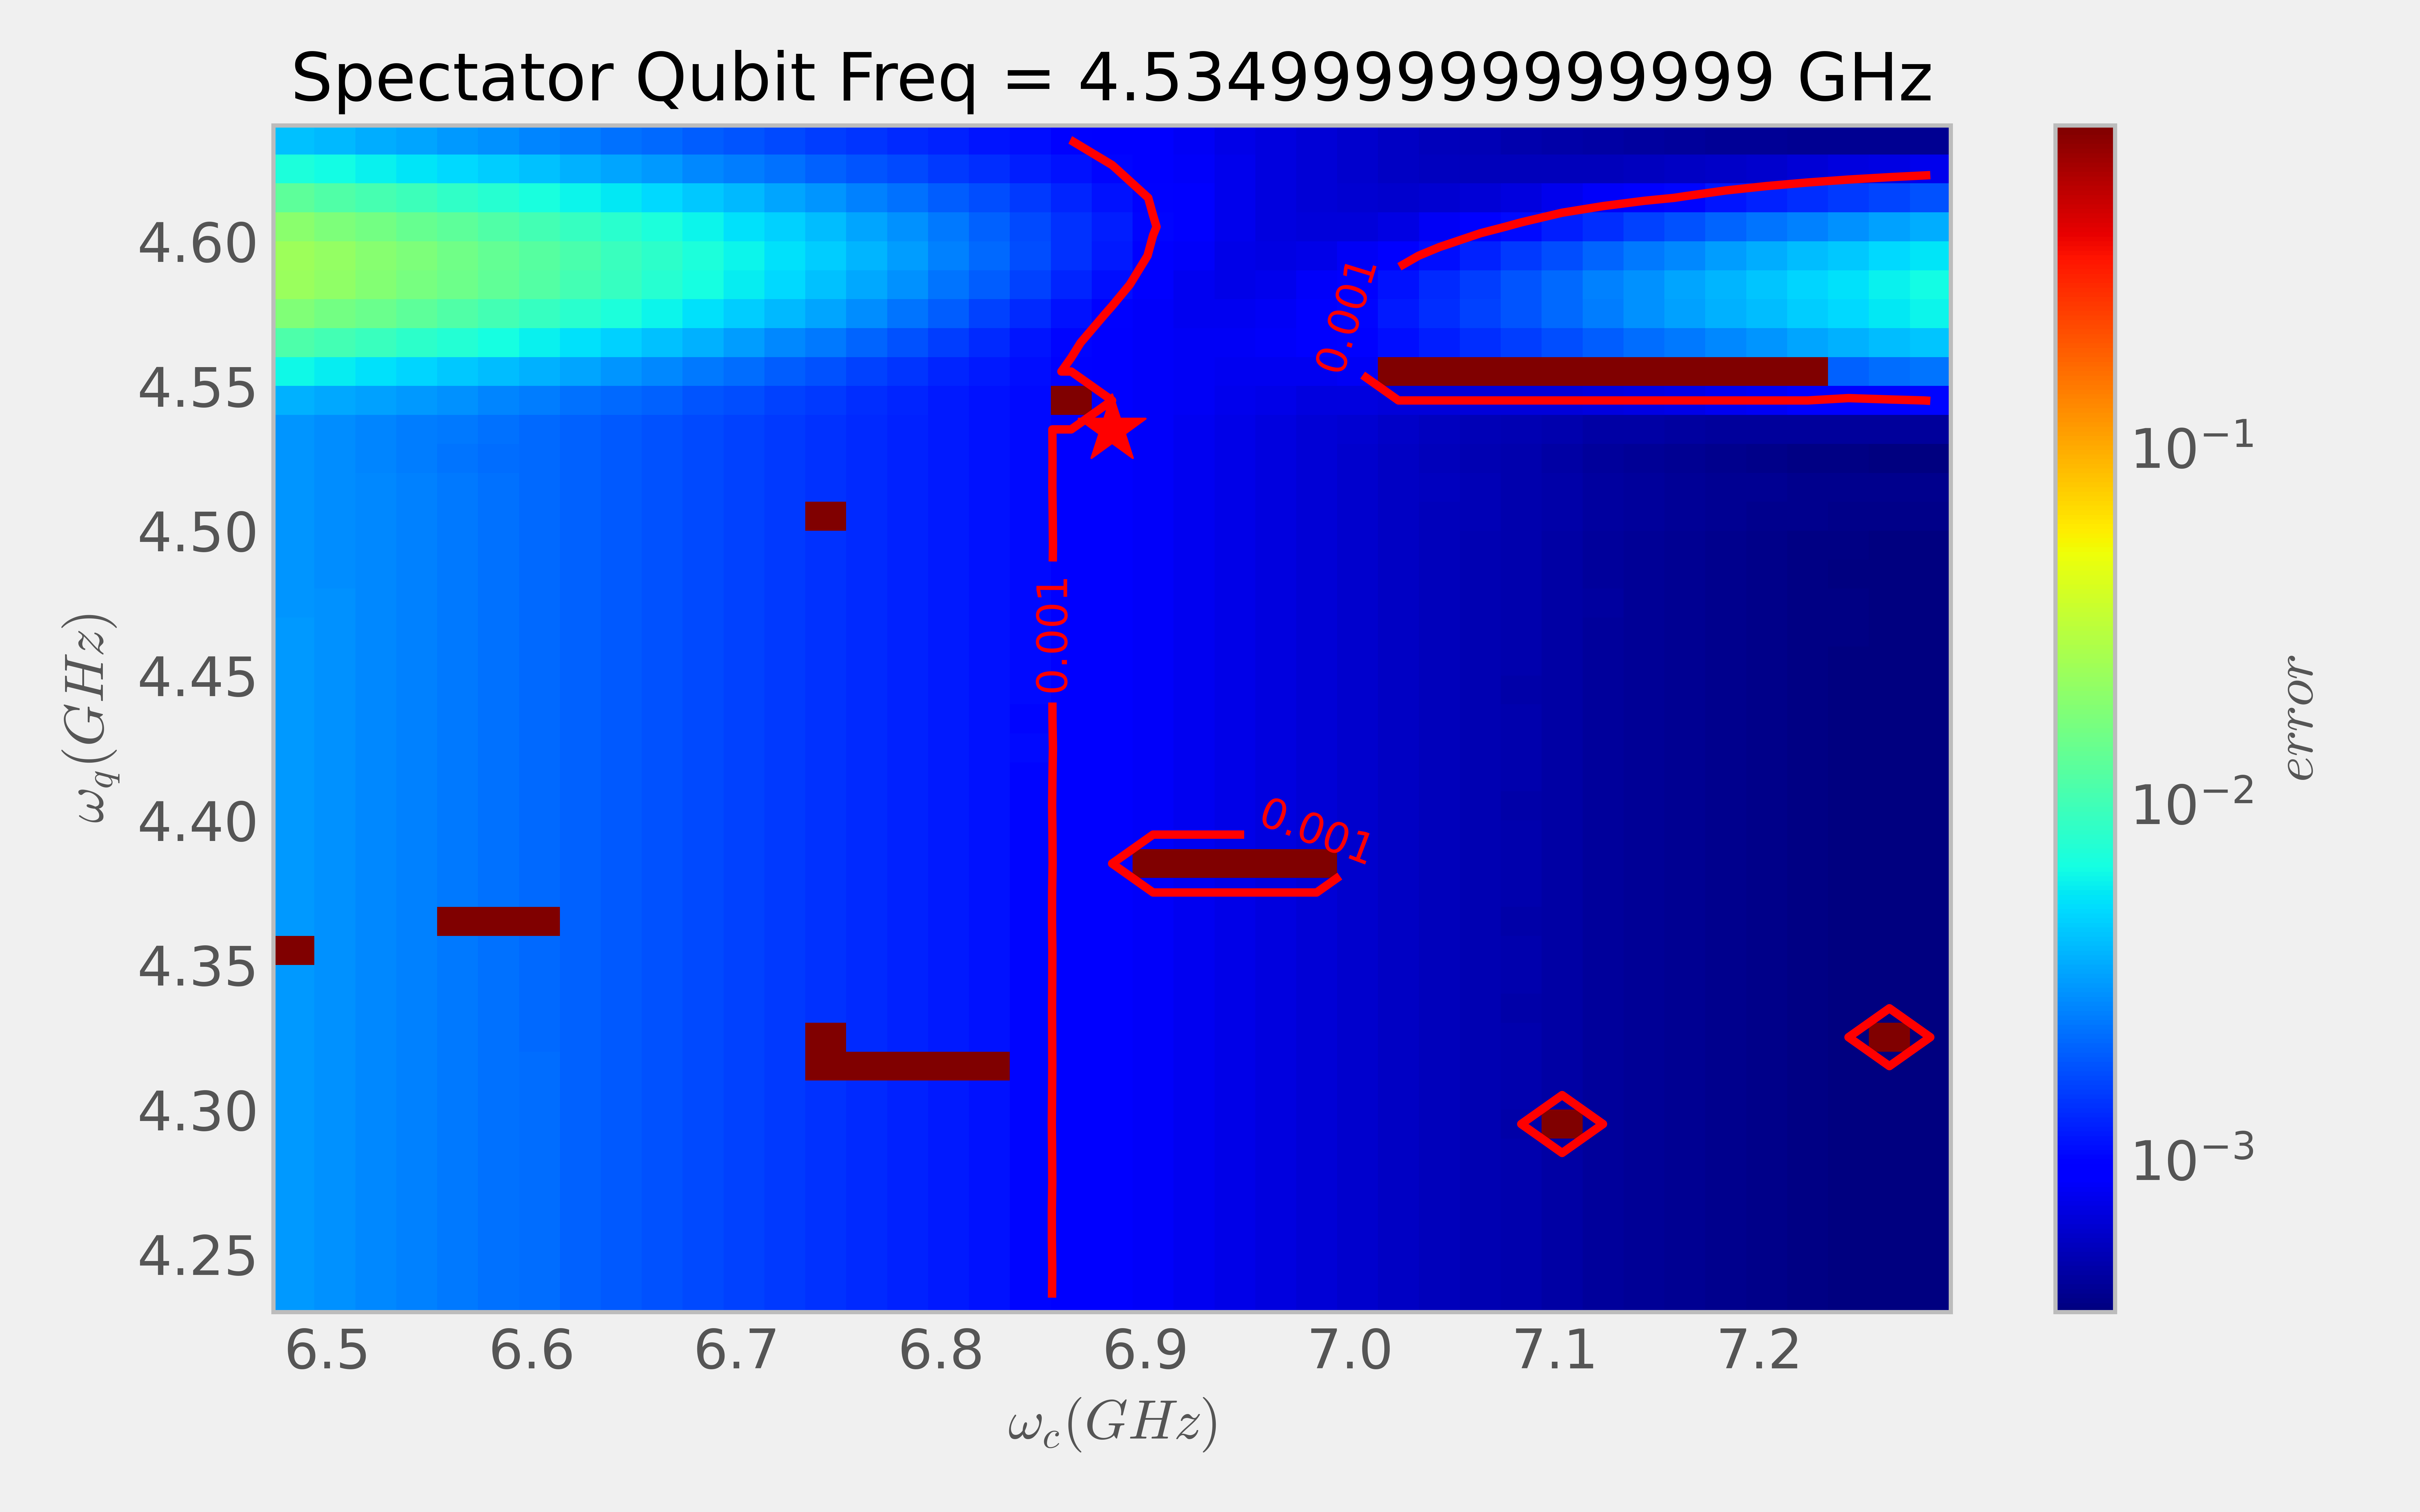 Spectator Qubit Freq = 4.534999999999999 GHz
4.60
4.55
4.50
4.45
4.40
4.35
4.30
4.25
ω_q(GHz)
0.001
0.001
0.001
6.5 6.6 6.7 6.8 6.9 7.0 7.1 7.2
ω_c(GHz)
10⁻¹
10⁻²
10⁻³
error